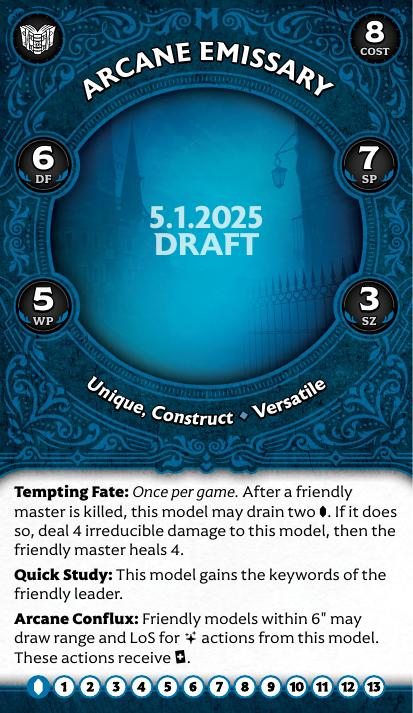 8
COST
ARCANE EMISSARY
6
DF
7
SP
5.1.2025
DRAFT
5
WP
3
SZ
Unique, Construct ◆ Versatile
Tempting Fate: Once per game. After a friendly
master is killed, this model may drain two ⬮. If it does
so, deal 4 irreducible damage to this model, then the
friendly master heals 4.
Quick Study: This model gains the keywords of the
friendly leader.
Arcane Conflux: Friendly models within 6" may
draw range and LoS for actions from this model.
These actions receive .
1 2 3 4 5 6 7 8 9 10 11 12 13